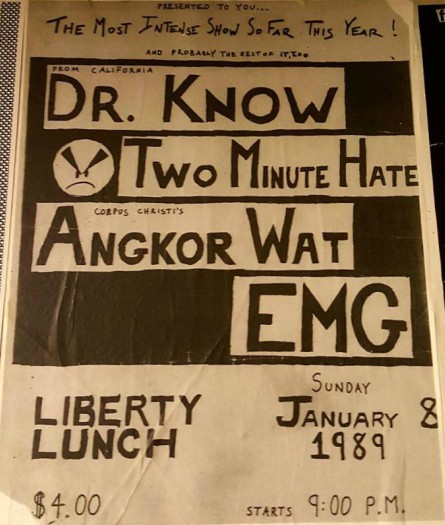 PRESENTED TO YOU...
THE MOST INTENSE SHOW SO FAR THIS YEAR!
AND PROBABLY THE REST OF IT, TOO
FROM CALIFORNIA
DR. KNOW
TWO MINUTE HATE
CORPUS CHRISTI'S
ANGKOR WAT
EMG
LIBERTY LUNCH
SUNDAY
JANUARY 8
1989
$4.00
STARTS 9:00 P.M.